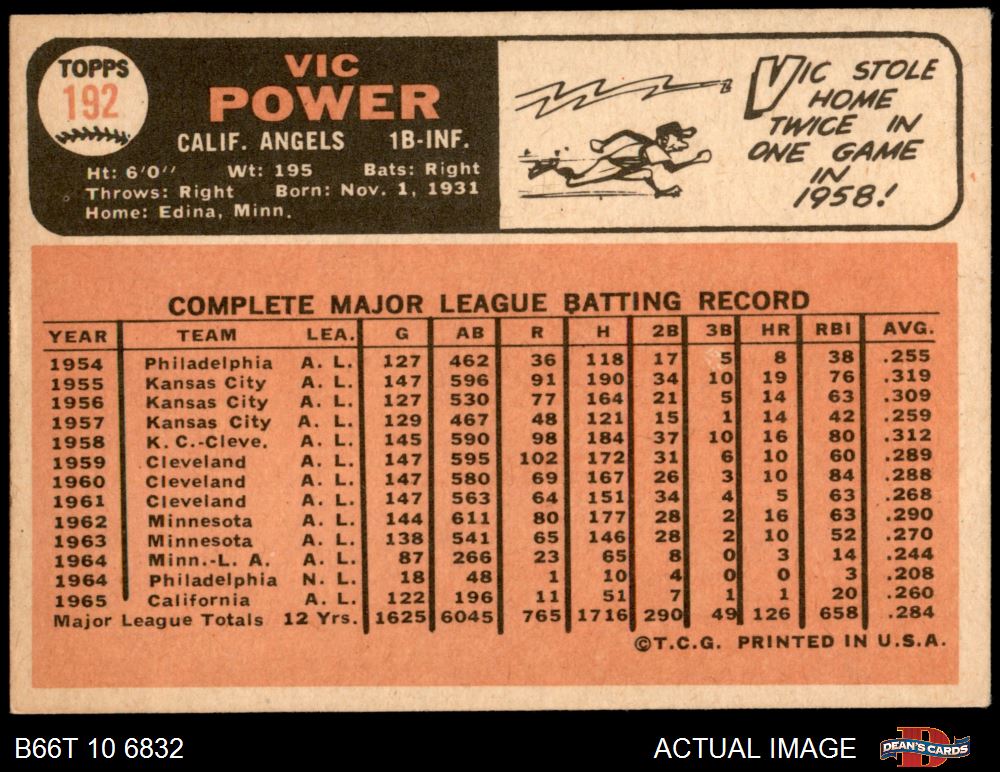 TOPPS
192
VIC
POWER
CALIF. ANGELS 1B-INF.
Ht: 6'0'' Wt: 195 Bats: Right
Throws: Right Born: Nov. 1, 1931
Home: Edina, Minn.
VIC STOLE
HOME
TWICE IN
ONE GAME
IN
1958!
COMPLETE MAJOR LEAGUE BATTING RECORD
YEAR TEAM LEA. G AB R H 2B 3B HR RBI AVG.
1954 Philadelphia A. L. 127 462 36 118 17 5 8 38 .255
1955 Kansas City A. L. 147 596 91 190 34 10 19 76 .319
1956 Kansas City A. L. 127 530 77 164 21 5 14 63 .309
1957 Kansas City A. L. 129 467 48 121 15 1 14 42 .259
1958 K. C.-Cleve. A. L. 145 590 98 184 37 10 16 80 .312
1959 Cleveland A. L. 147 595 102 172 31 6 10 60 .289
1960 Cleveland A. L. 147 580 69 167 26 3 10 84 .288
1961 Cleveland A. L. 147 563 64 151 34 4 5 63 .268
1962 Minnesota A. L. 144 611 80 177 28 2 16 63 .290
1963 Minnesota A. L. 138 541 65 146 28 2 10 52 .270
1964 Minn.-L. A. A. L. 87 266 23 65 8 0 3 14 .244
1964 Philadelphia N. L. 18 48 1 10 4 0 0 3 .208
1965 California A. L. 122 196 11 51 7 1 1 20 .260
Major League Totals 12 Yrs. 1625 6045 765 1716 290 49 126 658 .284
©T.C.G. PRINTED IN U.S.A.
B66T 10 6832 ACTUAL IMAGE
DEAN'S CARDS